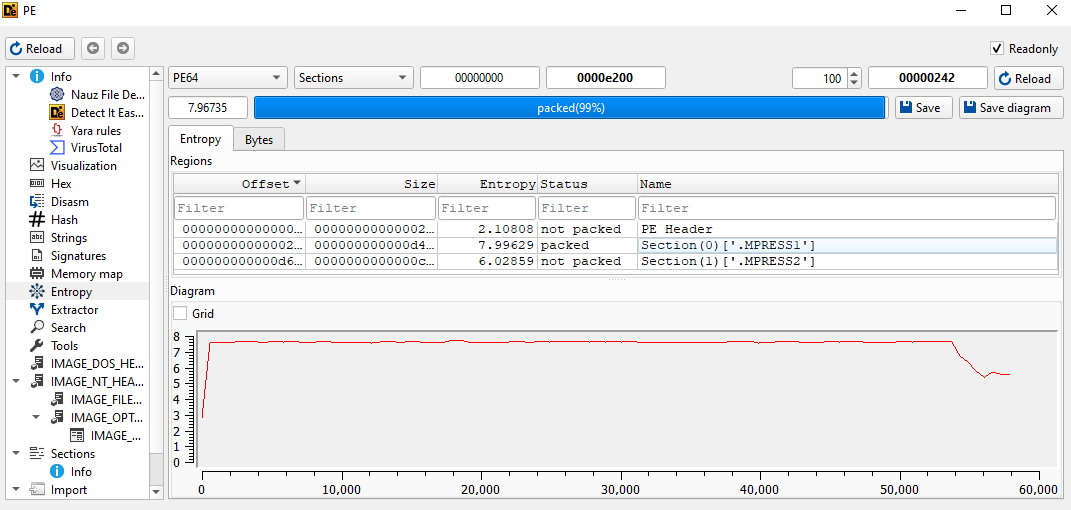 PE
Reload
Readonly
Info
Nauz File De...
Detect It Eas...
Yara rules
VirusTotal
Visualization
Hex
Disasm
Hash
Strings
Signatures
Memory map
Entropy
Extractor
Search
Tools
IMAGE_DOS_HE...
IMAGE_NT_HEA...
IMAGE_FILE...
IMAGE_OPT...
IMAGE_...
Sections
Info
Import
PE64 Sections 00000000 0000e200 100 00000242 Reload
7.96735 packed(99%) Save Save diagram
Entropy Bytes
Regions
Offset Size Entropy Status Name
Filter Filter Filter Filter Filter
00000000000000... 000000000000002... 2.10808 not packed PE Header
00000000000002... 000000000000d4... 7.99629 packed Section(0)['.MPRESS1']
000000000000d6... 0000000000000c... 6.02859 not packed Section(1)['.MPRESS2']
Diagram
Grid
8
7
6
5
4
3
2
1
0
0 10,000 20,000 30,000 40,000 50,000 60,000